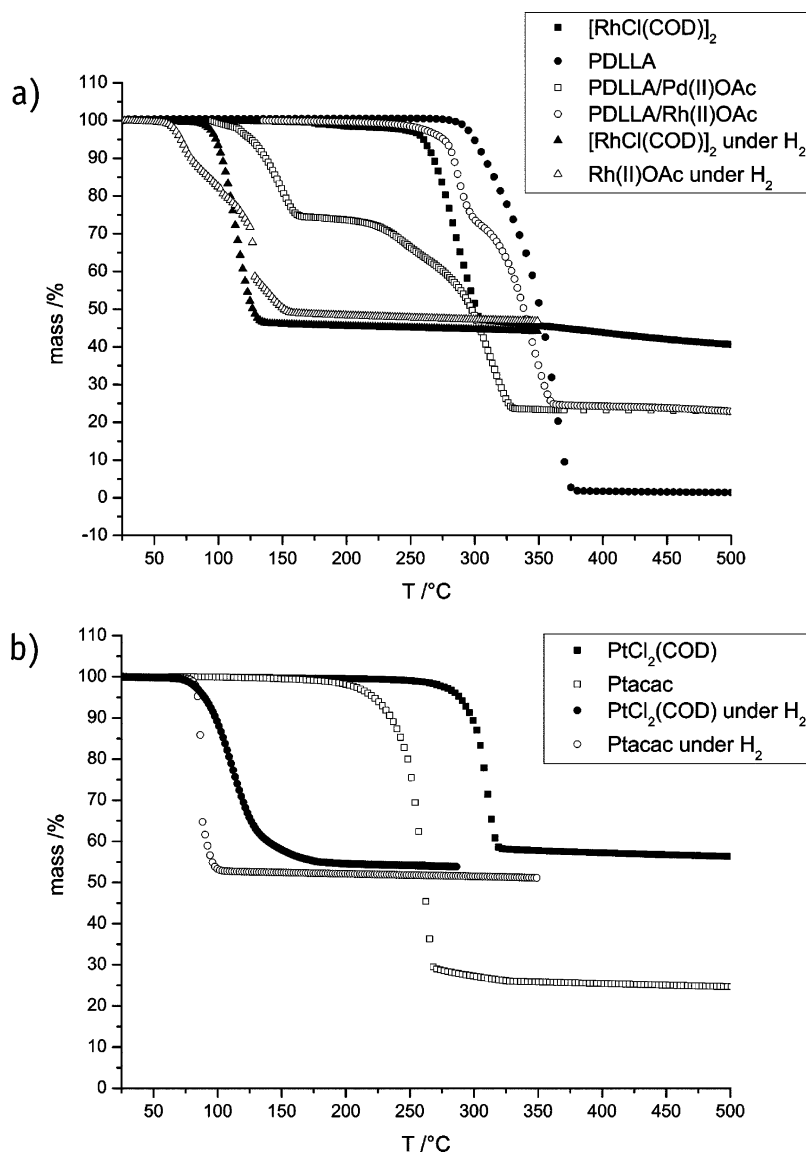 a)
[RhCl(COD)]₂
PDLLA
PDLLA/Pd(II)OAc
PDLLA/Rh(II)OAc
[RhCl(COD)]₂ under H₂
Rh(II)OAc under H₂
110
100
90
80
70
60
50
40
30
20
10
0
-10
mass /%
50 100 150 200 250 300 350 400 450 500
T /°C
b)
PtCl₂(COD)
Ptacac
PtCl₂(COD) under H₂
Ptacac under H₂
110
100
90
80
70
60
50
40
30
20
10
0
mass /%
50 100 150 200 250 300 350 400 450 500
T /°C